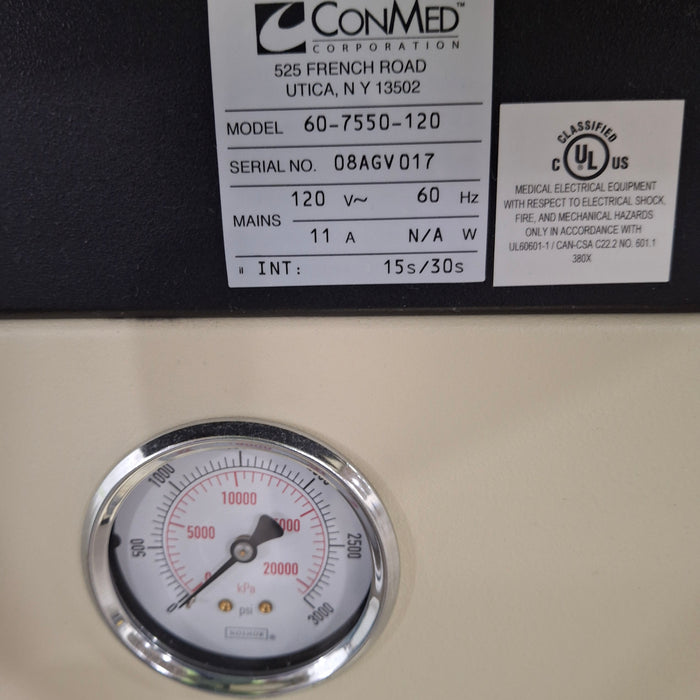 CONMED™
CORPORATION
525 FRENCH ROAD
UTICA, N Y 13502
MODEL 60-7550-120
SERIAL NO. 08AGV017
MAINS
120 V~ 60 Hz
11 A N/A W
INT: 15s/30s
CLASSIFIED
C UL ® US
MEDICAL ELECTRICAL EQUIPMENT
WITH RESPECT TO ELECTRICAL SHOCK,
FIRE, AND MECHANICAL HAZARDS
ONLY IN ACCORDANCE WITH
UL60601-1 / CAN-CSA C22.2 NO. 601.1
380X
1000
10000
500
5000
2500
20000
0
0
kPa
psi
3000